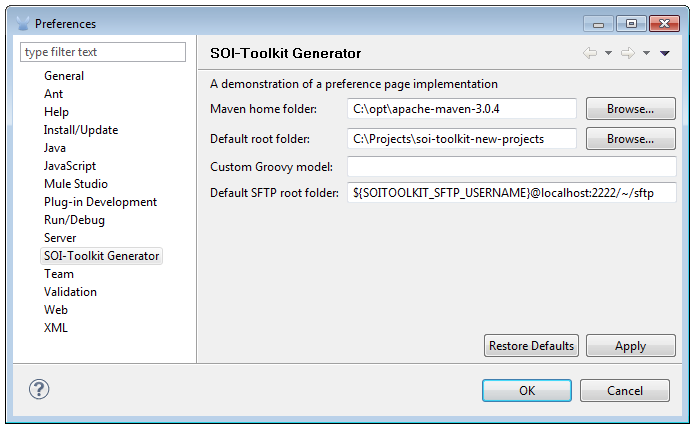 Preferences
type filter text
General
Ant
Help
Install/Update
Java
JavaScript
Mule Studio
Plug-in Development
Run/Debug
Server
SOI-Toolkit Generator
Team
Validation
Web
XML
SOI-Toolkit Generator
A demonstration of a preference page implementation
Maven home folder: C:\opt\apache-maven-3.0.4 Browse...
Default root folder: C:\Projects\soi-toolkit-new-projects Browse...
Custom Groovy model:
Default SFTP root folder: ${SOITOOLKIT_SFTP_USERNAME}@localhost:2222/~/sftp
Restore Defaults Apply
? OK Cancel